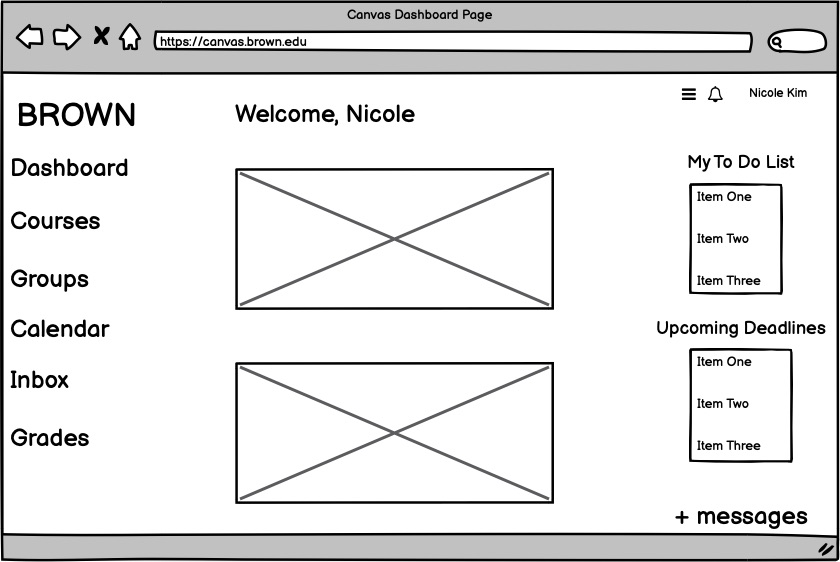 Canvas Dashboard Page
https://canvas.brown.edu
Nicole Kim
BROWN
Welcome, Nicole
Dashboard
Courses
Groups
Calendar
Inbox
Grades
My To Do List
Item One
Item Two
Item Three
Upcoming Deadlines
Item One
Item Two
Item Three
+ messages